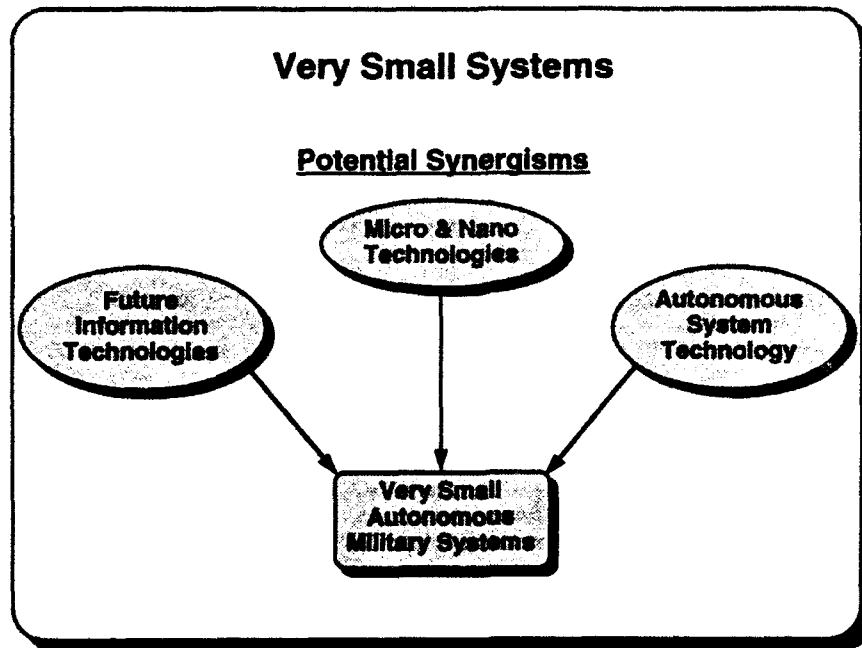 Very Small Systems
Potential Synergisms
Micro & Nano
Technologies
Future
Information
Technologies
Autonomous
System
Technology
Very Small
Autonomous
Military Systems